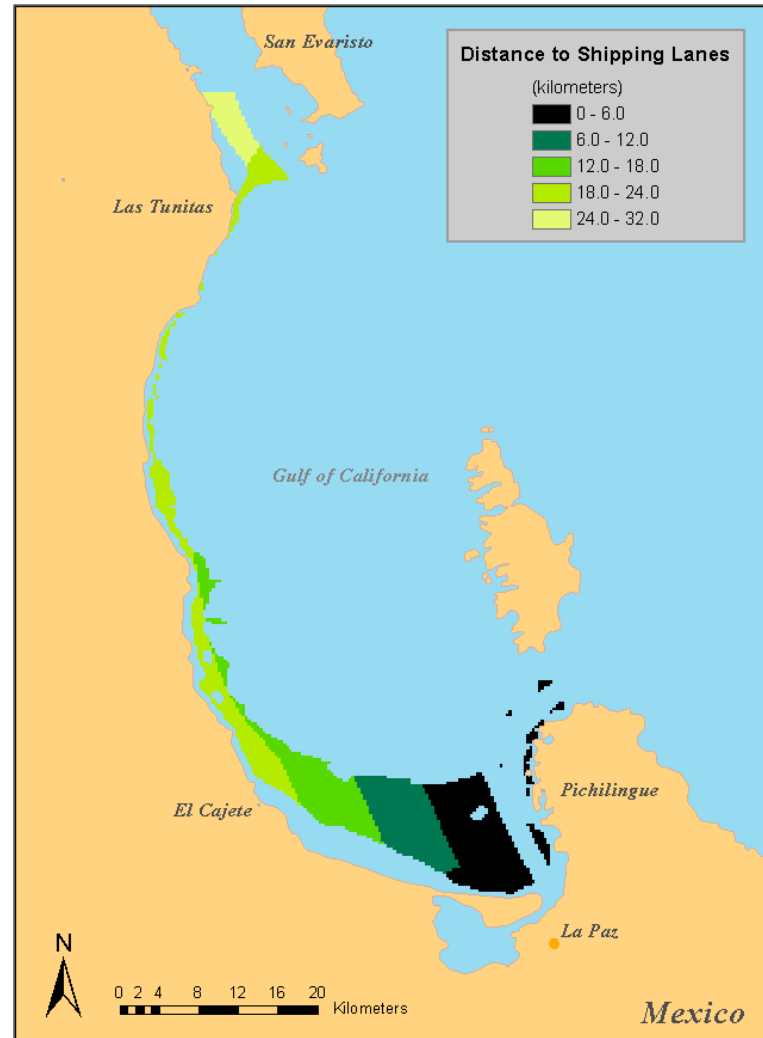 San Evaristo
Distance to Shipping Lanes
(kilometers)
0 - 6.0
6.0 - 12.0
12.0 - 18.0
18.0 - 24.0
24.0 - 32.0
Las Tunitas
Gulf of California
Pichilingue
El Cajete
La Paz
N
0 2 4 8 12 16 20
Kilometers
Mexico